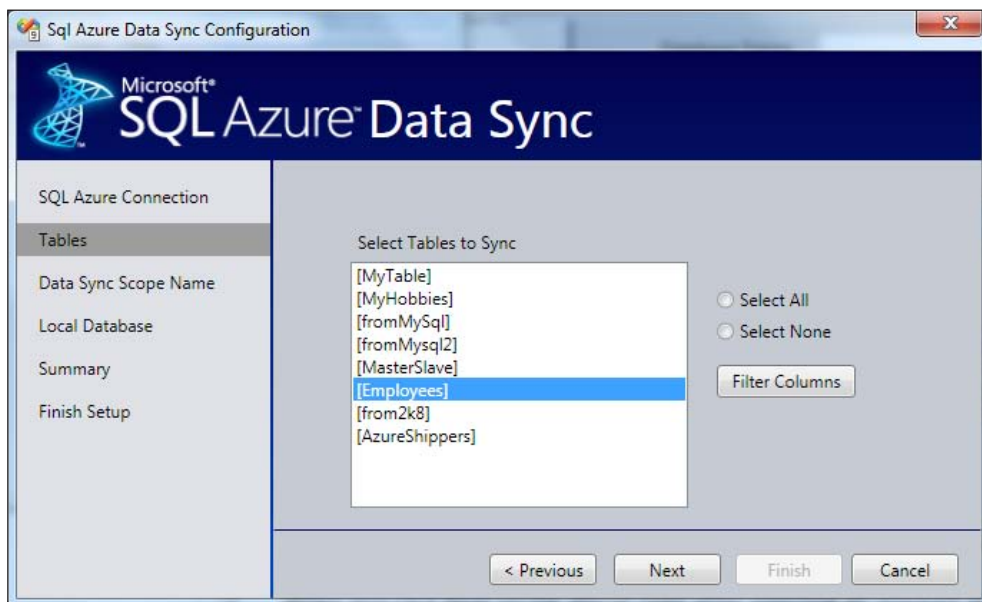 Sql Azure Data Sync Configuration
Microsoft®
SQL Azure™ Data Sync
SQL Azure Connection
Tables
Data Sync Scope Name
Local Database
Summary
Finish Setup
Select Tables to Sync
[MyTable]
[MyHobbies]
[fromMySql]
[fromMysql2]
[MasterSlave]
[Employees]
[from2k8]
[AzureShippers]
Select All
Select None
Filter Columns
< Previous
Next
Finish
Cancel